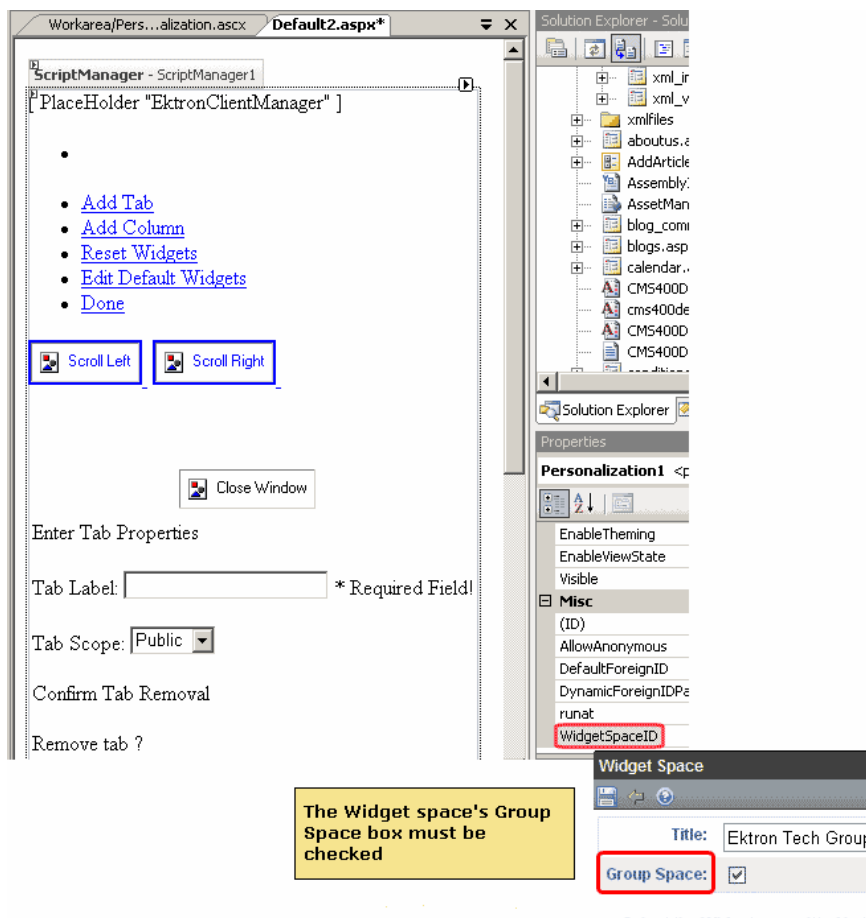 Workarea/Pers...alization.ascx
Default2.aspx*
ScriptManager - ScriptManager1
[ PlaceHolder "EktronClientManager" ]
Add Tab
Add Column
Reset Widgets
Edit Default Widgets
Done
Scroll Left
Scroll Right
Close Window
Enter Tab Properties
Tab Label:
* Required Field!
Tab Scope: Public
Confirm Tab Removal
Remove tab ?
Solution Explorer - Solu
xml_in
xml_v
xmlfiles
aboutus.a
AddArticle
AssemblyI
AssetMan
blog_comm
blogs.asp
calendar.
CMS400D
cms400de
CMS400D
CMS400D
Solution Explorer
Properties
Personalization1 <p
EnableTheming
EnableViewState
Visible
Misc
(ID)
AllowAnonymous
DefaultForeignID
DynamicForeignIDPa
runat
WidgetSpaceID
Widget Space
Title: Ektron Tech Group
Group Space:
The Widget space's Group
Space box must be
checked